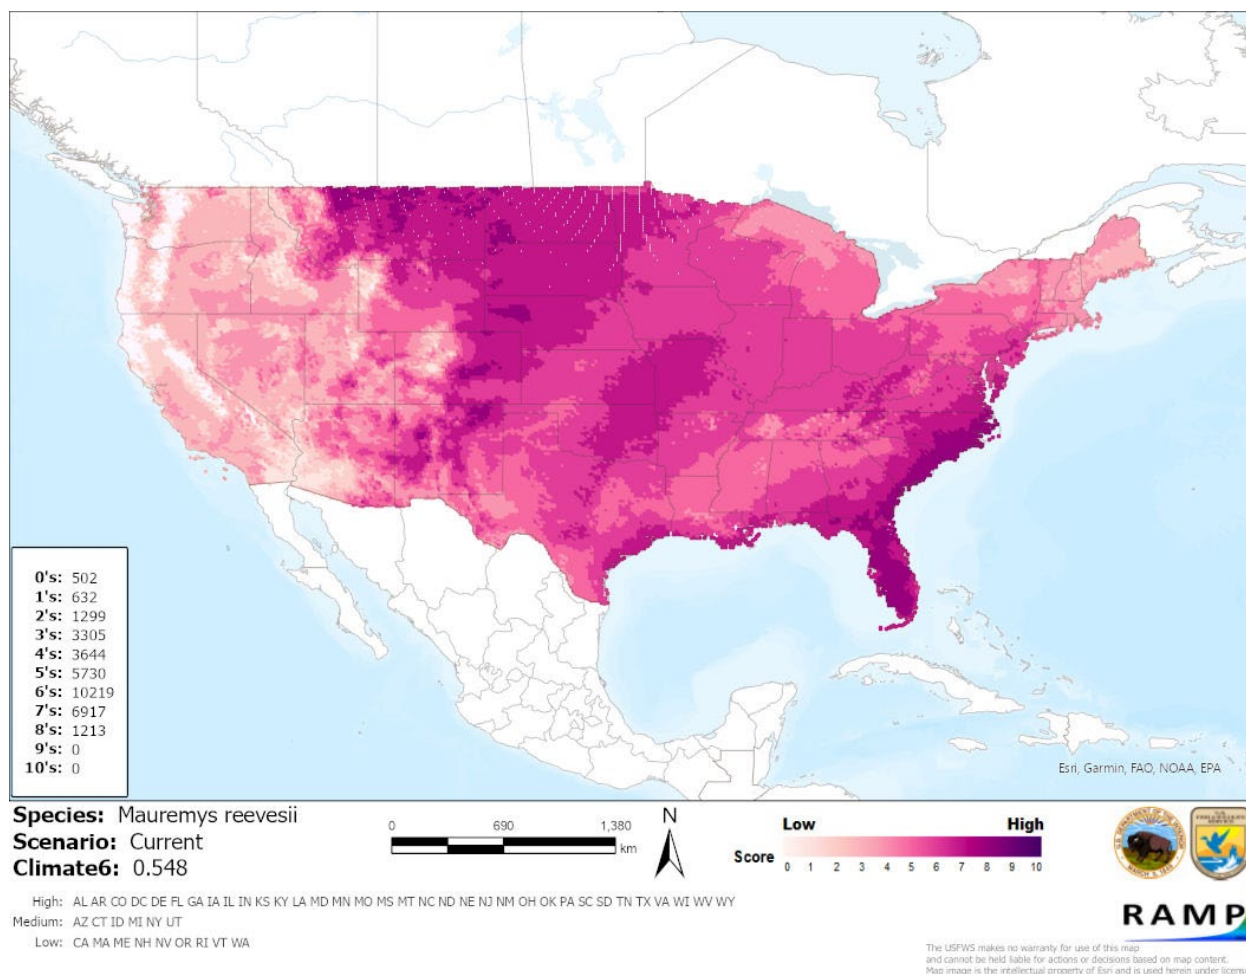 0's: 502
1's: 632
2's: 1299
3's: 3305
4's: 3644
5's: 5730
6's: 10219
7's: 6917
8's: 1213
9's: 0
10's: 0
Esri, Garmin, FAO, NOAA, EPA
Species: Mauremys reevesii
Scenario: Current
Climate6: 0.548
0 690 1,380
km
N
Low High
Score 0 1 2 3 4 5 6 7 8 9 10
High: AL AR CO DC DE FL GA IA IL IN KS KY LA MD MN MO MS MT NC ND NE NJ NM OH OK PA SC SD TN TX VA WI WV WY
Medium: AZ CT ID MI NY UT
Low: CA MA ME NH NV OR RI VT WA
RAMP
The USFWS makes no warranty for use of this map
and cannot be held liable for actions or decisions based on map content.
Map image is the intellectual property of Esri and is used herein under license